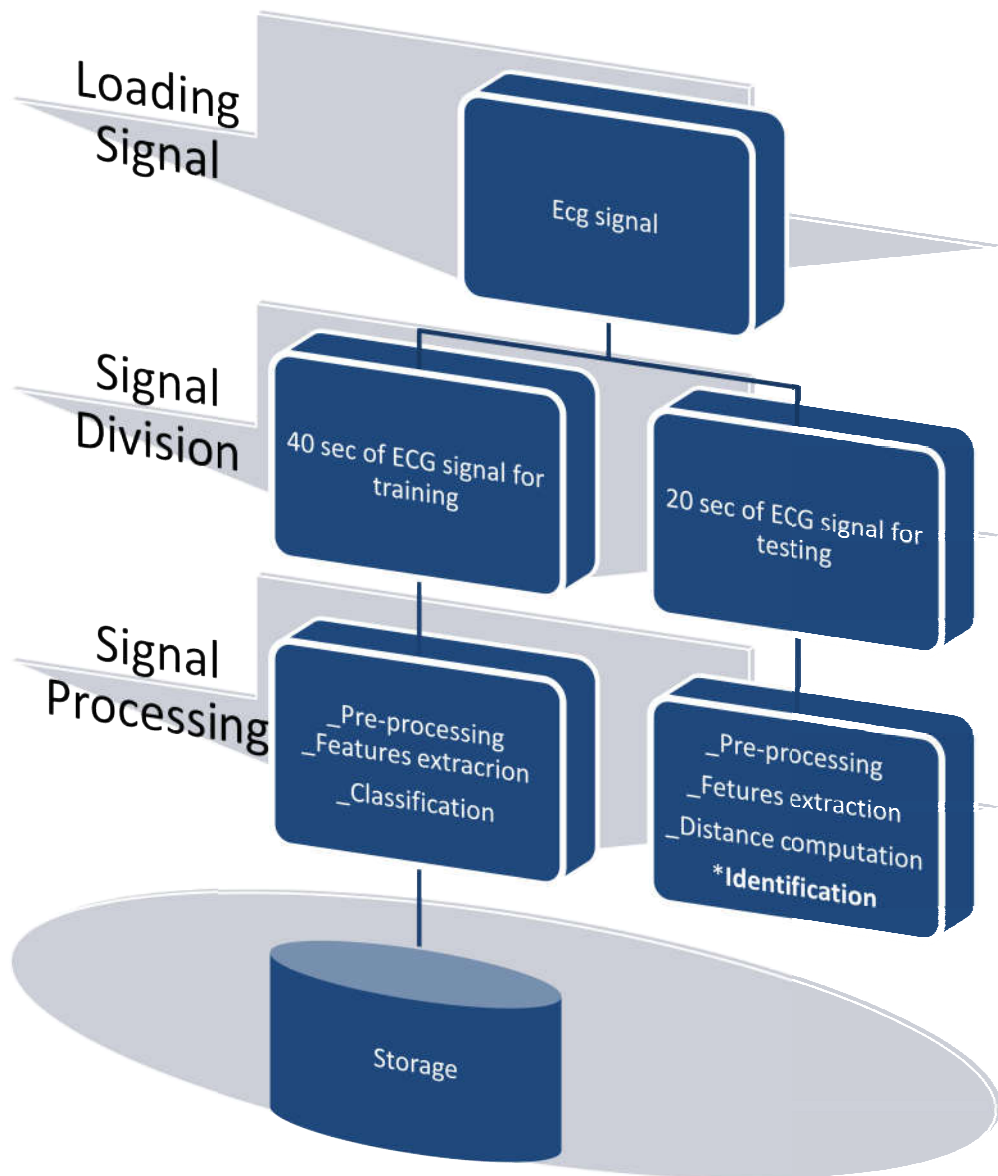 Loading
Signal
Ecg signal
Signal
Division
40 sec of ECG signal for
training
20 sec of ECG signal for
testing
Signal
Processing
_Pre-processing
_Features extracrion
_Classification
_Pre-processing
_Fetures extraction
_Distance computation
*Identification
Storage